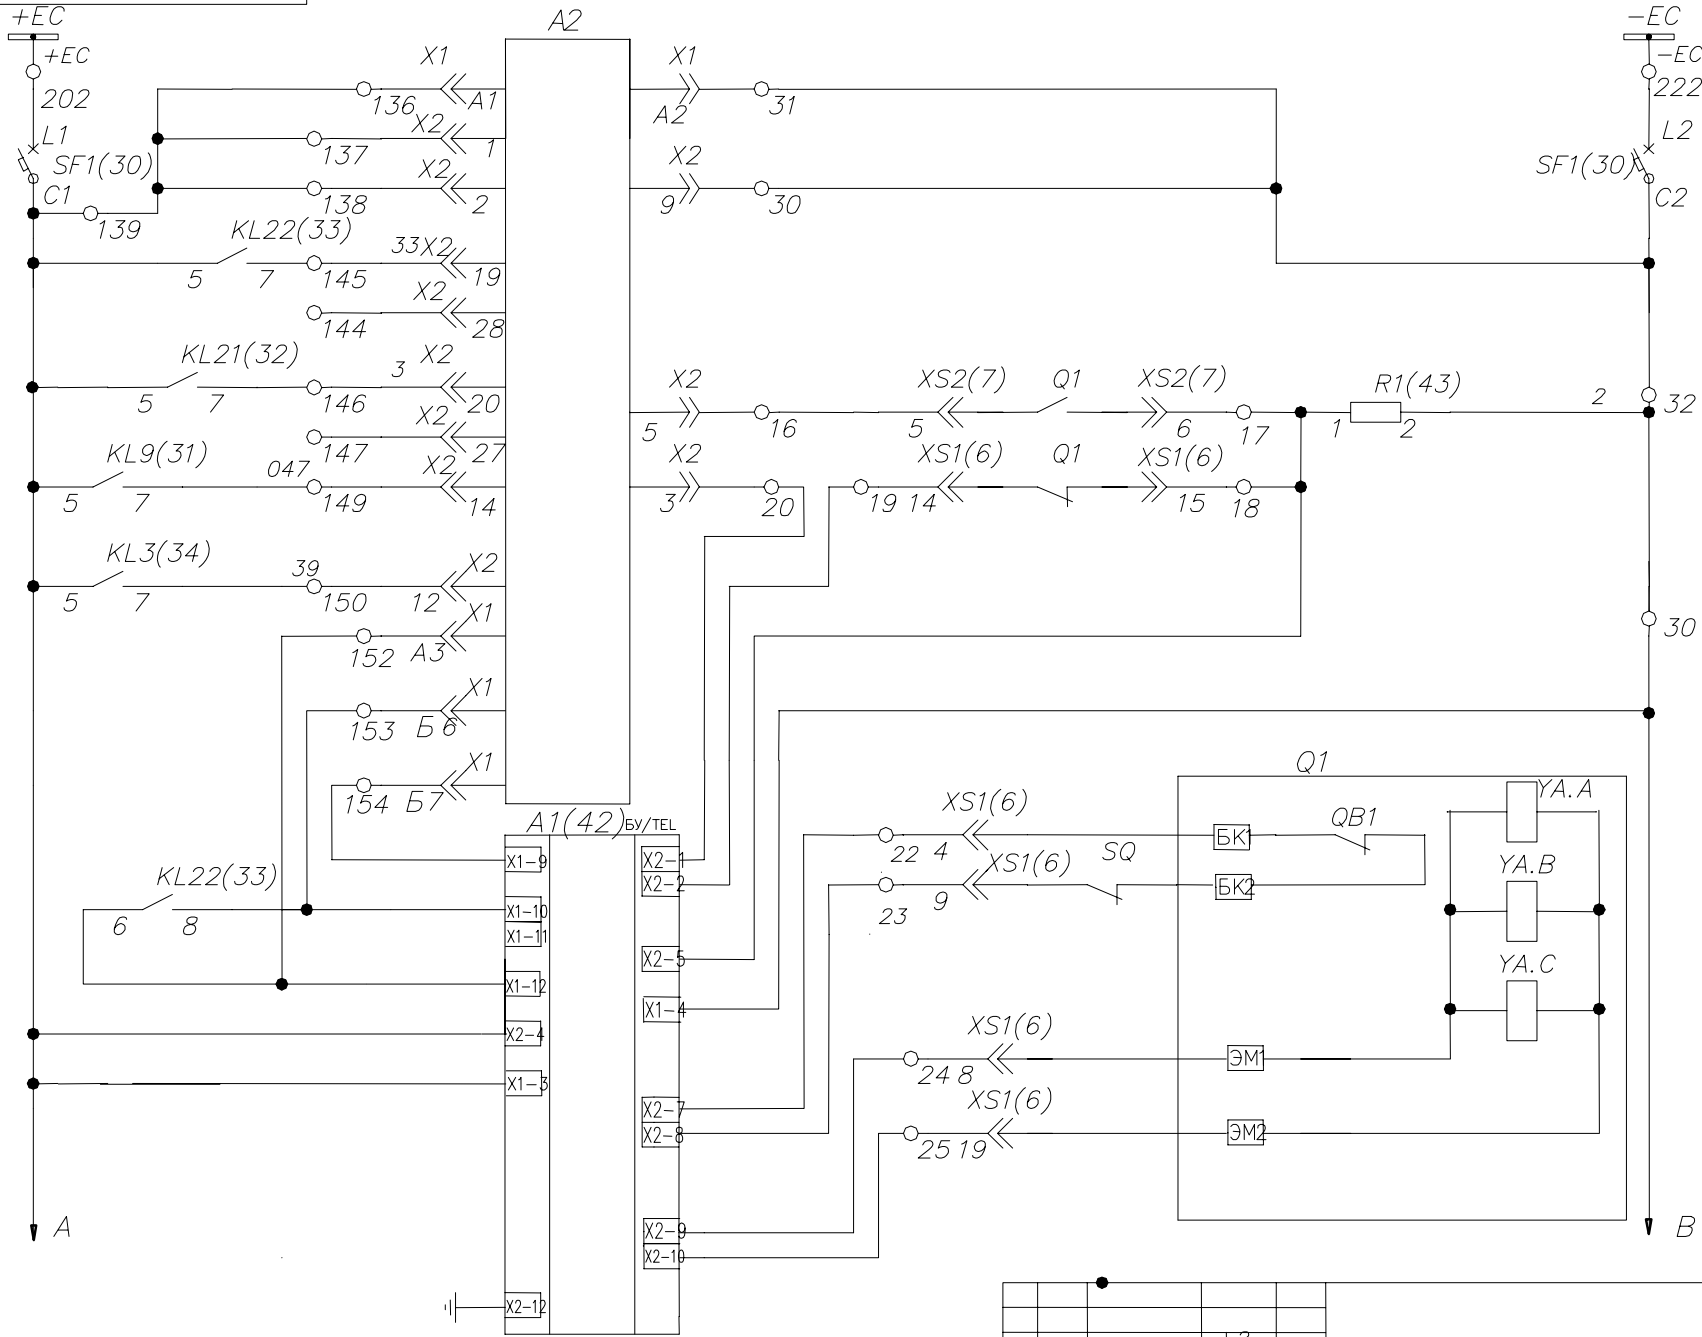 +EC A2 −EC
+EC X1 X1 −EC
202 136 A1 A2 31 222
L1 X2 L2
SF1(30) 137 1 SF1(30)
C1 X2 X2 C2
138 2 9 30
139
KL22(33) 33 X2
5 7 145 19
X2
144 28
KL21(32) 3 X2 X2 XS2(7) Q1 XS2(7) R1(43)
5 7 146 20 5 16 5 6 17 1 2 2 32
X2
147 27
KL9(31) 047 X2 X2 XS1(6) Q1 XS1(6)
5 7 149 14 3 20 19 14 15 18
KL3(34) 39 X2
5 7 150 12
X1
152 A3 30
X1
153 Б6
X1 Q1
154 Б7 YA.A
A1(42) БУ/TEL XS1(6) QB1
X1-9 X2-1 22 4 БК1
X2-2 XS1(6) SQ YA.B
KL22(33) 23 9 БК2
6 8 X1-10
X1-11
X2-5 YA.C
X1-12
X1-4
X2-4 XS1(6)
24 8 ЭМ1
X1-3
X2-7 XS1(6)
X2-8 25 19 ЭМ2
A X2-9 B
X2-10
X2-12